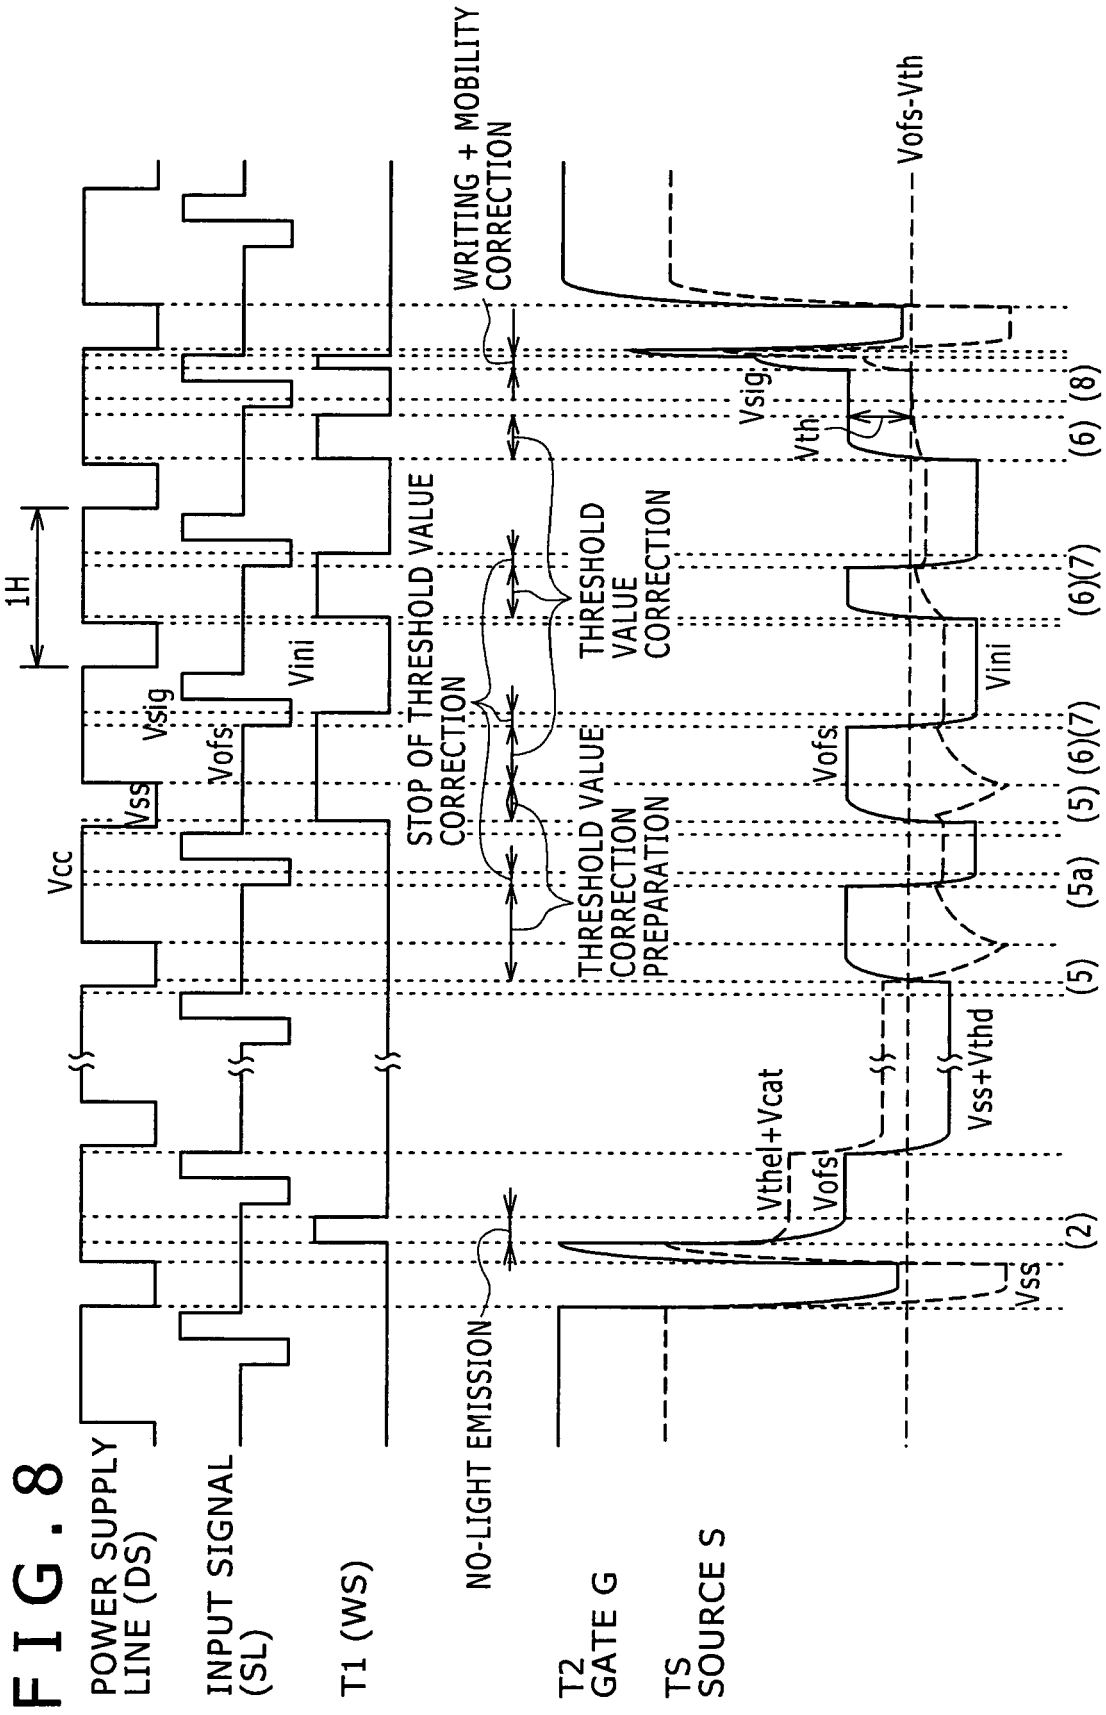 FIG. 8
POWER SUPPLY
LINE (DS)
Vcc
Vss
1H
INPUT SIGNAL
(SL)
Vofs
Vsig
Vini
T1 (WS)
NO-LIGHT EMISSION
STOP OF THRESHOLD VALUE
CORRECTION
WRITING + MOBILITY
CORRECTION
THRESHOLD VALUE
CORRECTION
PREPARATION
THRESHOLD
VALUE
CORRECTION
T2
GATE G
TS
SOURCE S
Vthel+Vcat
Vofs
Vofs
Vsig
Vth
Vofs-Vth
Vss
Vss+Vthd
Vini
(2)
(5)
(5a)
(5)
(6)(7)
(6)(7)
(6)
(8)